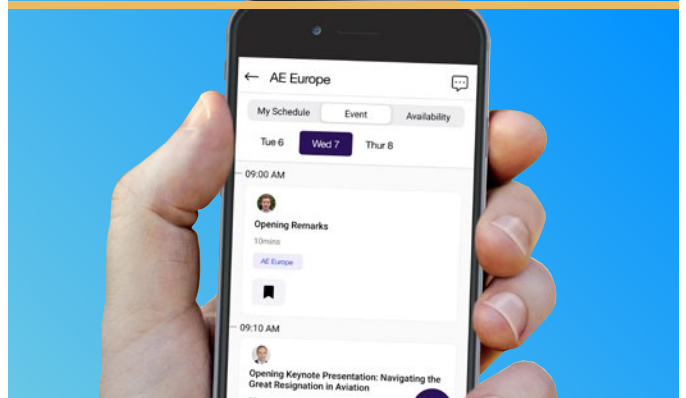 AE Europe
My Schedule Event Availability
Tue 6 Wed 7 Thur 8
09:00 AM
Opening Remarks
10mins
AE Europe
09:10 AM
Opening Keynote Presentation: Navigating the
Great Resignation in Aviation